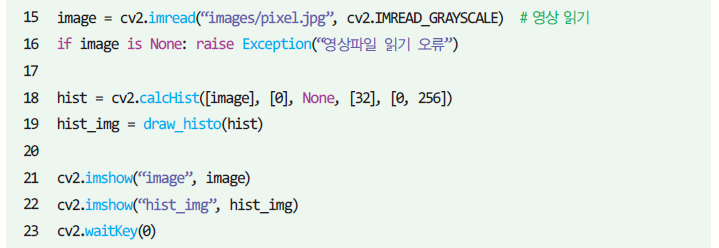 15 image = cv2.imread(“images/pixel.jpg”, cv2.IMREAD_GRAYSCALE) # 영상 읽기
16 if image is None: raise Exception(“영상파일 읽기 오류”)
17
18 hist = cv2.calcHist([image], [0], None, [32], [0, 256])
19 hist_img = draw_histo(hist)
20
21 cv2.imshow(“image”, image)
22 cv2.imshow(“hist_img”, hist_img)
23 cv2.waitKey(0)